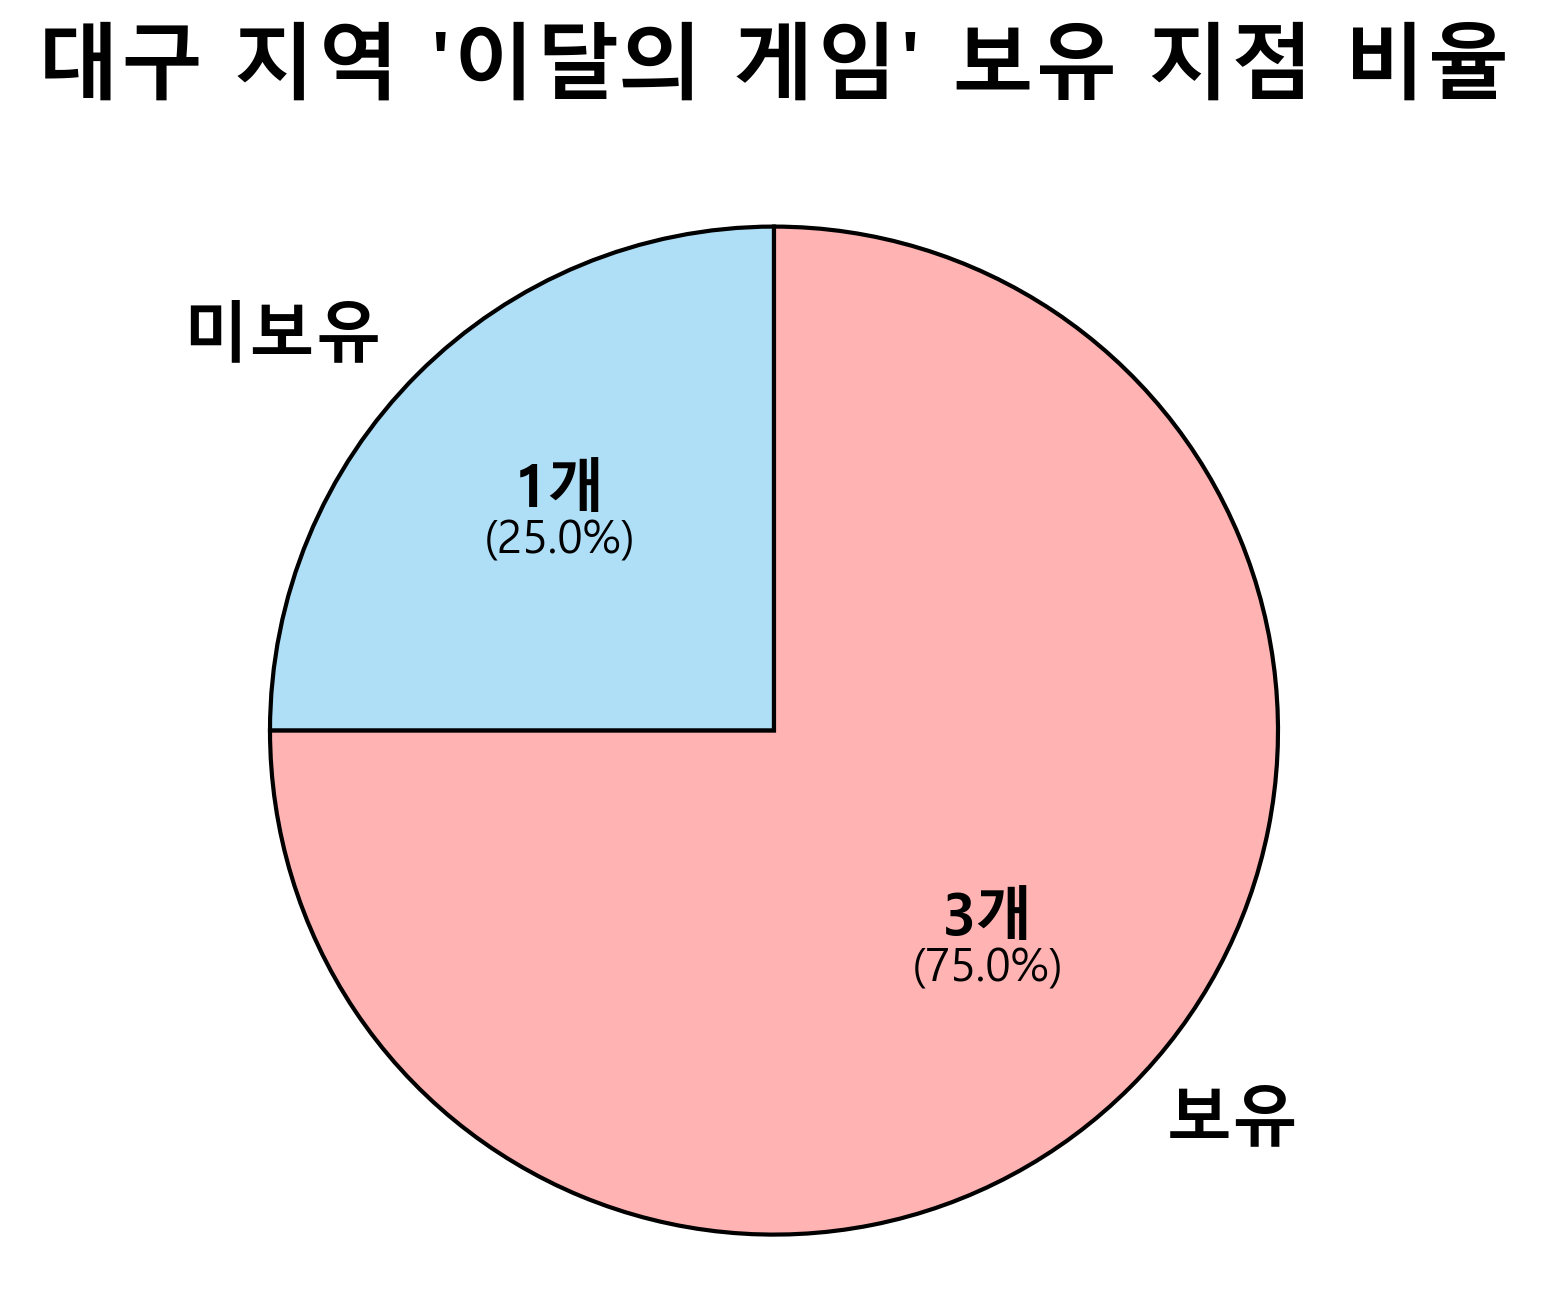 대구 지역 '이달의 게임' 보유 지점 비율
미보유
1개
(25.0%)
3개
(75.0%)
보유